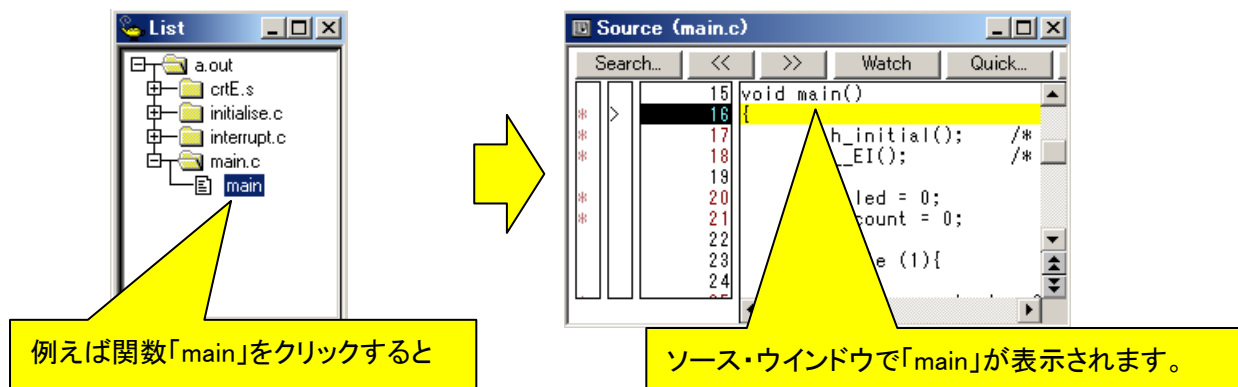 List
a.out
crtE.s
initialise.c
interrupt.c
main.c
main
例えば関数「main」をクリックすると
Source (main.c)
Search... << >> Watch Quick...
15 void main()
* > 16 {
* 17 h_initial(); /*
* 18 __EI(); /*
19
* 20 led = 0;
* 21 count = 0;
22
23 e (1){
24
ソース・ウインドウで「main」が表示されます。